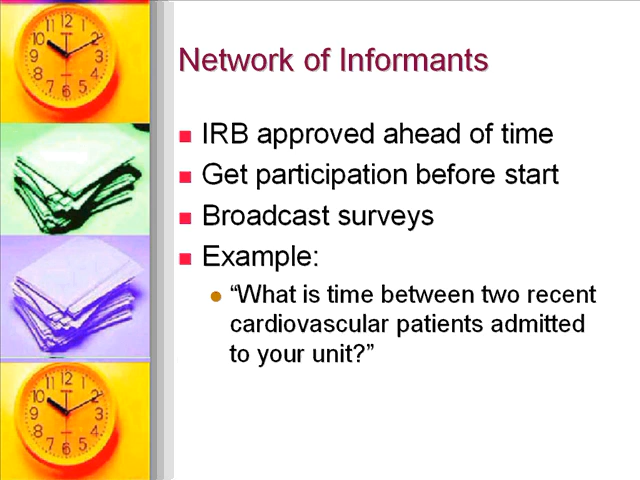 Network of Informants
IRB approved ahead of time
Get participation before start
Broadcast surveys
Example:
“What is time between two recent
cardiovascular patients admitted
to your unit?”